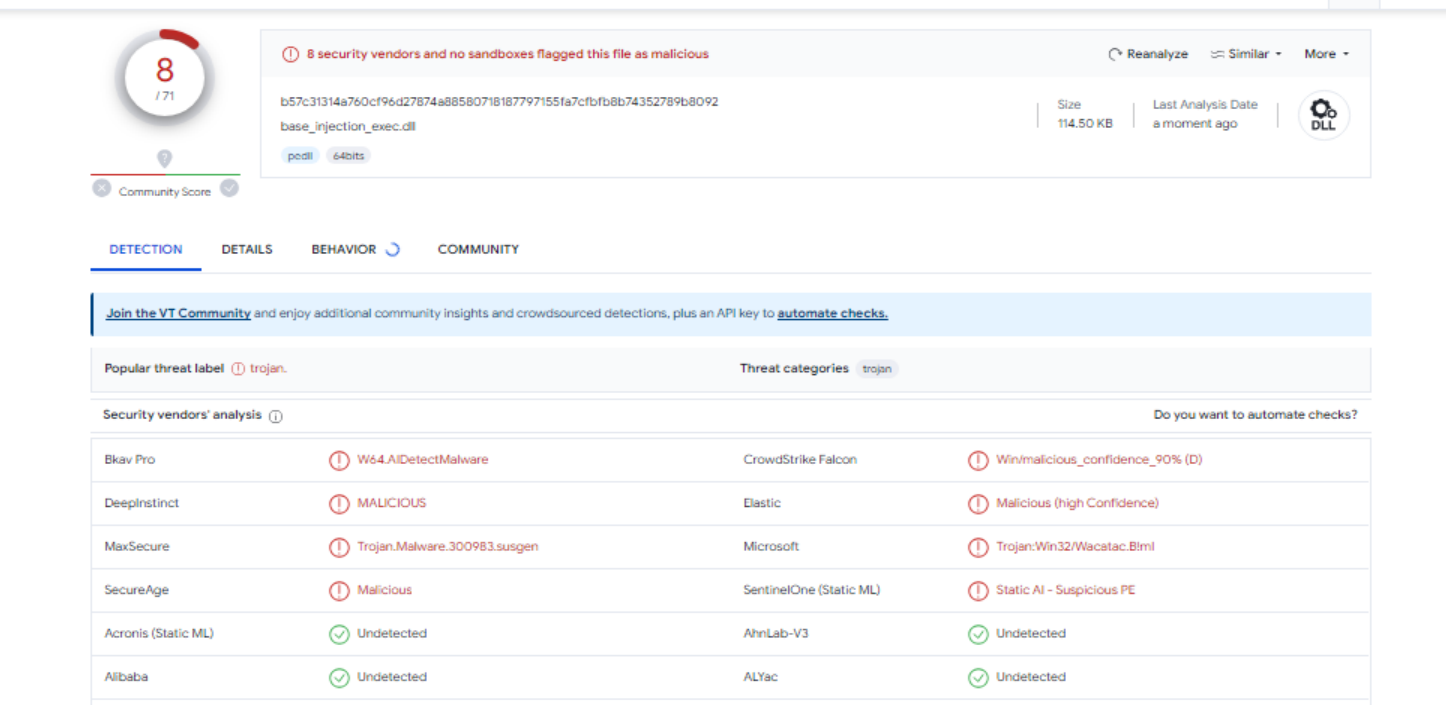 8
/ 71
Community Score
8 security vendors and no sandboxes flagged this file as malicious
Reanalyze Similar More
b57c31314a760cf96d27874a88580718187797155fa7cfbfb8b74352789b8092
base_injection_exec.dll
pedll 64bits
Size
114.50 KB
Last Analysis Date
a moment ago
DLL
DETECTION DETAILS BEHAVIOR COMMUNITY
Join the VT Community and enjoy additional community insights and crowdsourced detections, plus an API key to automate checks.
Popular threat label trojan. Threat categories trojan
Security vendors' analysis Do you want to automate checks?
Bkav Pro W64.AIDetectMalware CrowdStrike Falcon Win/malicious_confidence_90% (D)
DeepInstinct MALICIOUS Elastic Malicious (high Confidence)
MaxSecure Trojan.Malware.300983.susgen Microsoft Trojan:Win32/Wacatac.B!ml
SecureAge Malicious SentinelOne (Static ML) Static AI - Suspicious PE
Acronis (Static ML) Undetected AhnLab-V3 Undetected
Alibaba Undetected ALYac Undetected